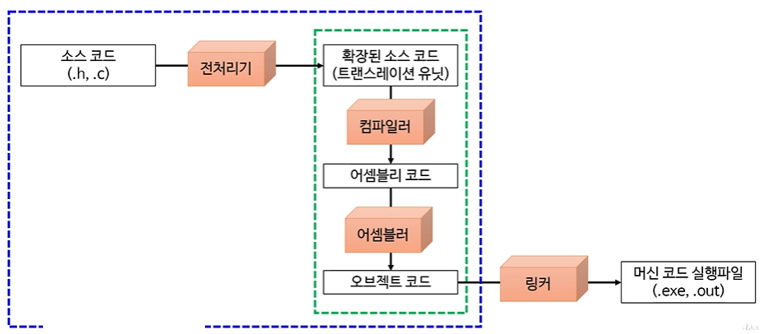 소스 코드
(.h, .c)
전처리기
확장된 소스 코드
(트랜스레이션 유닛)
컴파일러
어셈블리 코드
어셈블러
오브젝트 코드
링커
머신 코드 실행파일
(.exe, .out)